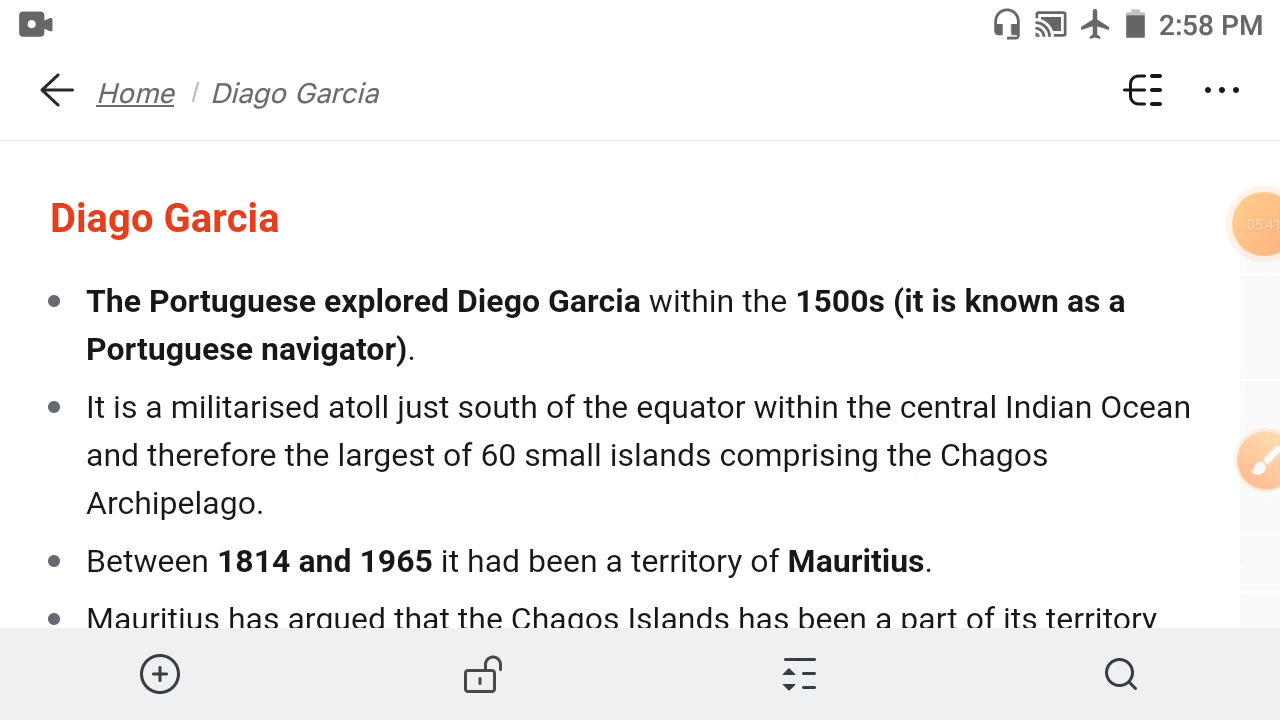 2:58 PM
Home / Diago Garcia
Diago Garcia
05:41
• The Portuguese explored Diego Garcia within the 1500s (it is known as a
Portuguese navigator).
• It is a militarised atoll just south of the equator within the central Indian Ocean
and therefore the largest of 60 small islands comprising the Chagos
Archipelago.
• Between 1814 and 1965 it had been a territory of Mauritius.
• Mauritius has argued that the Chagos Islands has been a part of its territory